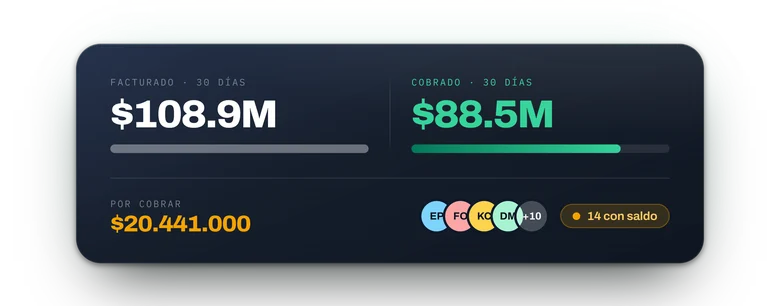 FACTURADO · 30 DÍAS
$108.9M
COBRADO · 30 DÍAS
$88.5M
POR COBRAR
$20.441.000
EP FO KC DM +10
14 con saldo